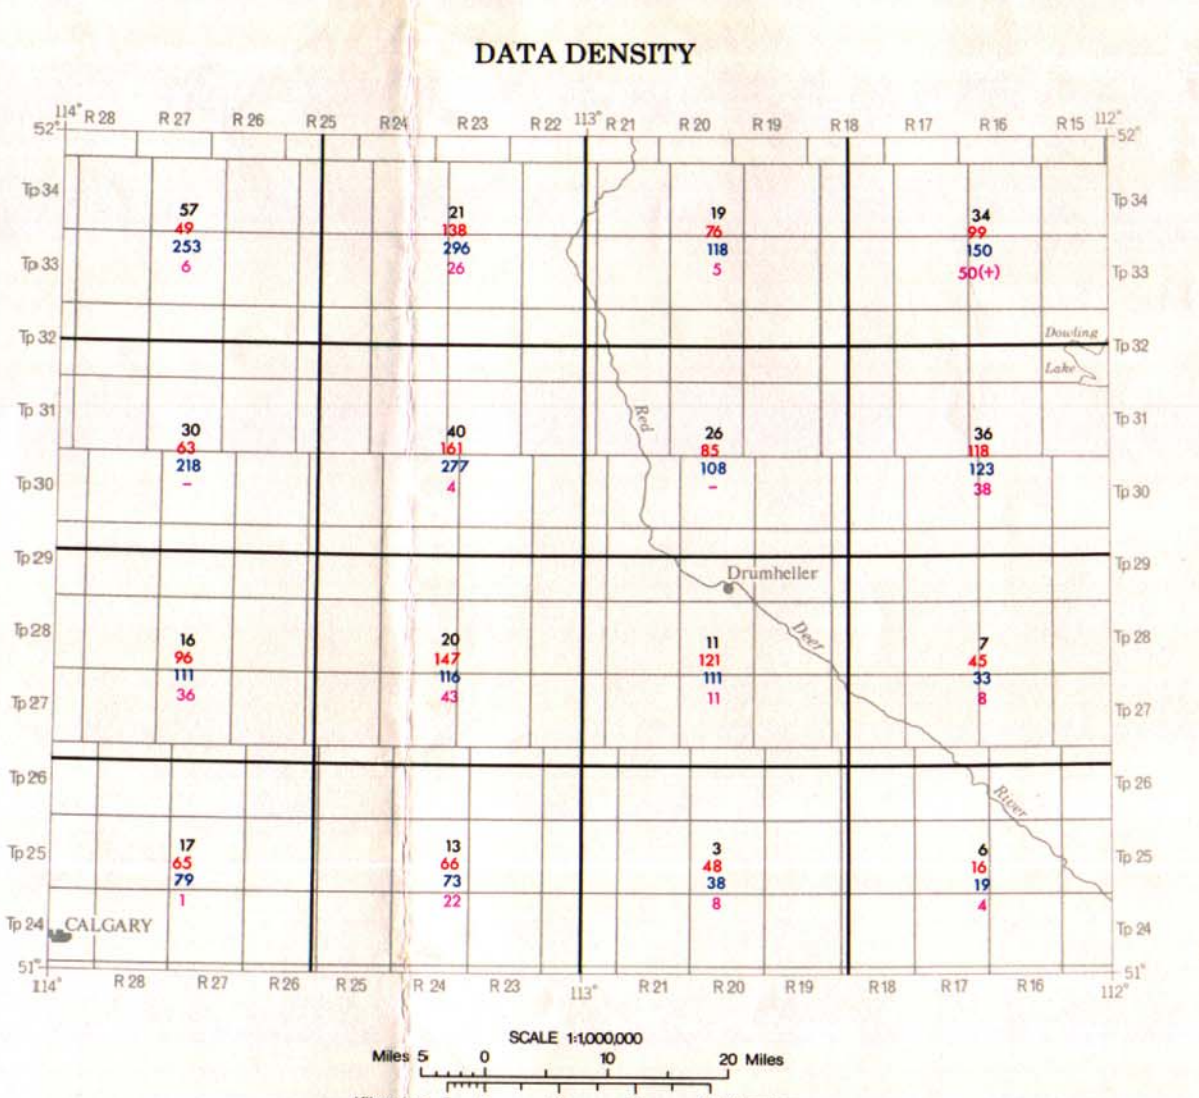 DATA DENSITY
114° R 28 R 27 R 26 R 25 R 24 R 23 R 22 113° R 21 R 20 R 19 R 18 R 17 R 16 R 15 112°
52° 52°
Tp 34 Tp 34
57 21 19 34
49 138 76 99
253 296 118 150
6 26 5 50(+)
Tp 33 Tp 33
Dowling
Tp 32 Tp 32
Lake
Tp 31 Red Tp 31
30 40 26 36
63 161 85 118
218 277 108 123
– 4 – 38
Tp 30 Tp 30
Tp 29 Tp 29
Drumheller
Tp 28 Deer Tp 28
16 20 11 7
96 147 121 45
111 116 111 33
36 43 11 8
Tp 27 Tp 27
Tp 26 Tp 26
River
17 13 3 6
Tp 25 Tp 25
65 66 48 16
79 73 38 19
1 22 8 4
Tp 24 CALGARY Tp 24
51° 51°
114° R 28 R 27 R 26 R 25 R 24 R 23 113° R 21 R 20 R 19 R 18 R 17 R 16 112°
SCALE 1:1,000,000
Miles 5 0 10 20 Miles